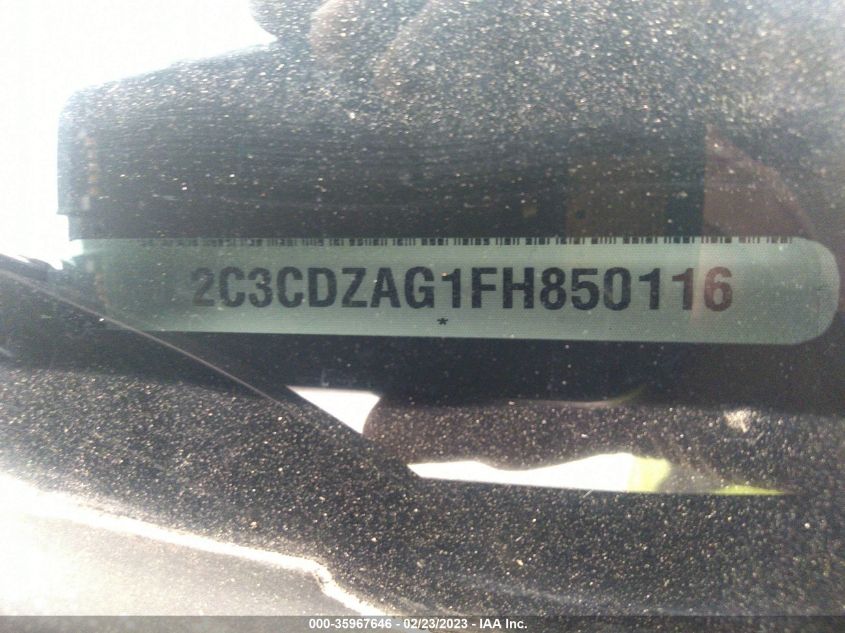 2C3CDZAG1FH850116
*
000-35967646 - 02/23/2023 - IAA Inc.